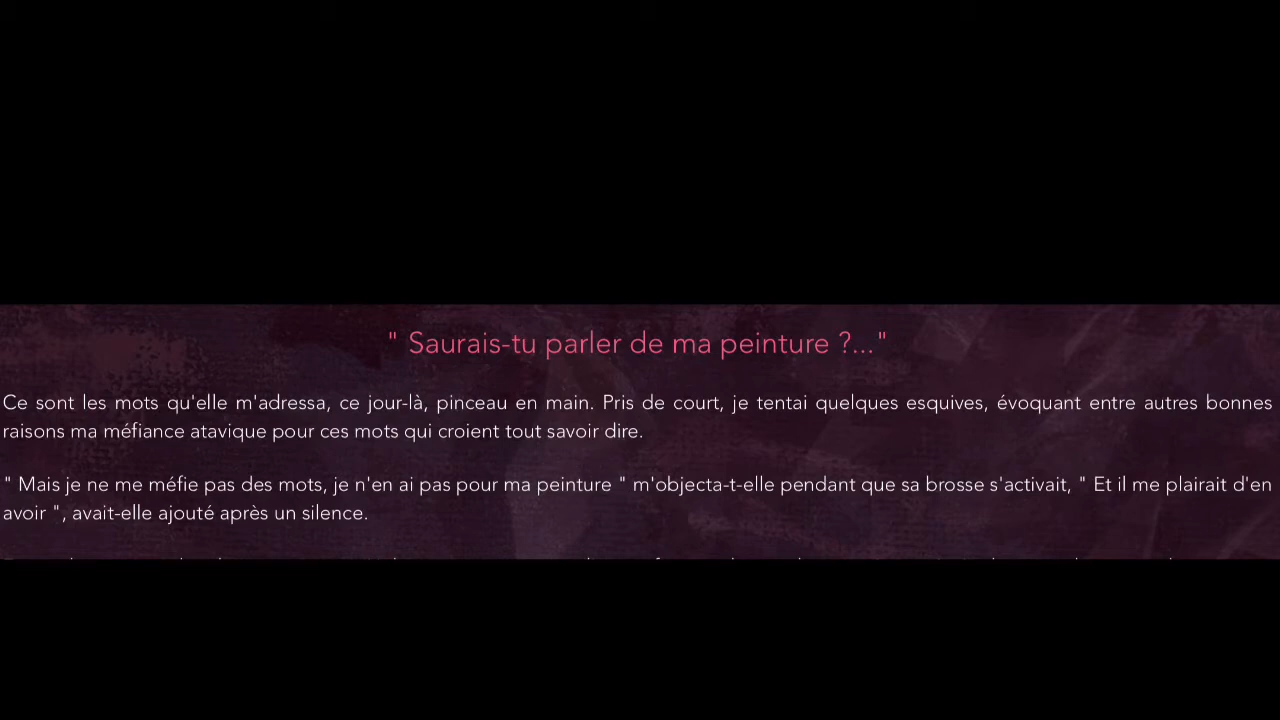 " Saurais-tu parler de ma peinture ?..."
Ce sont les mots qu'elle m'adressa, ce jour-là, pinceau en main. Pris de court, je tentai quelques esquives, évoquant entre autres bonnes
raisons ma méfiance atavique pour ces mots qui croient tout savoir dire.
" Mais je ne me méfie pas des mots, je n'en ai pas pour ma peinture " m'objecta-t-elle pendant que sa brosse s'activait, " Et il me plairait d'en
avoir ", avait-elle ajouté après un silence.